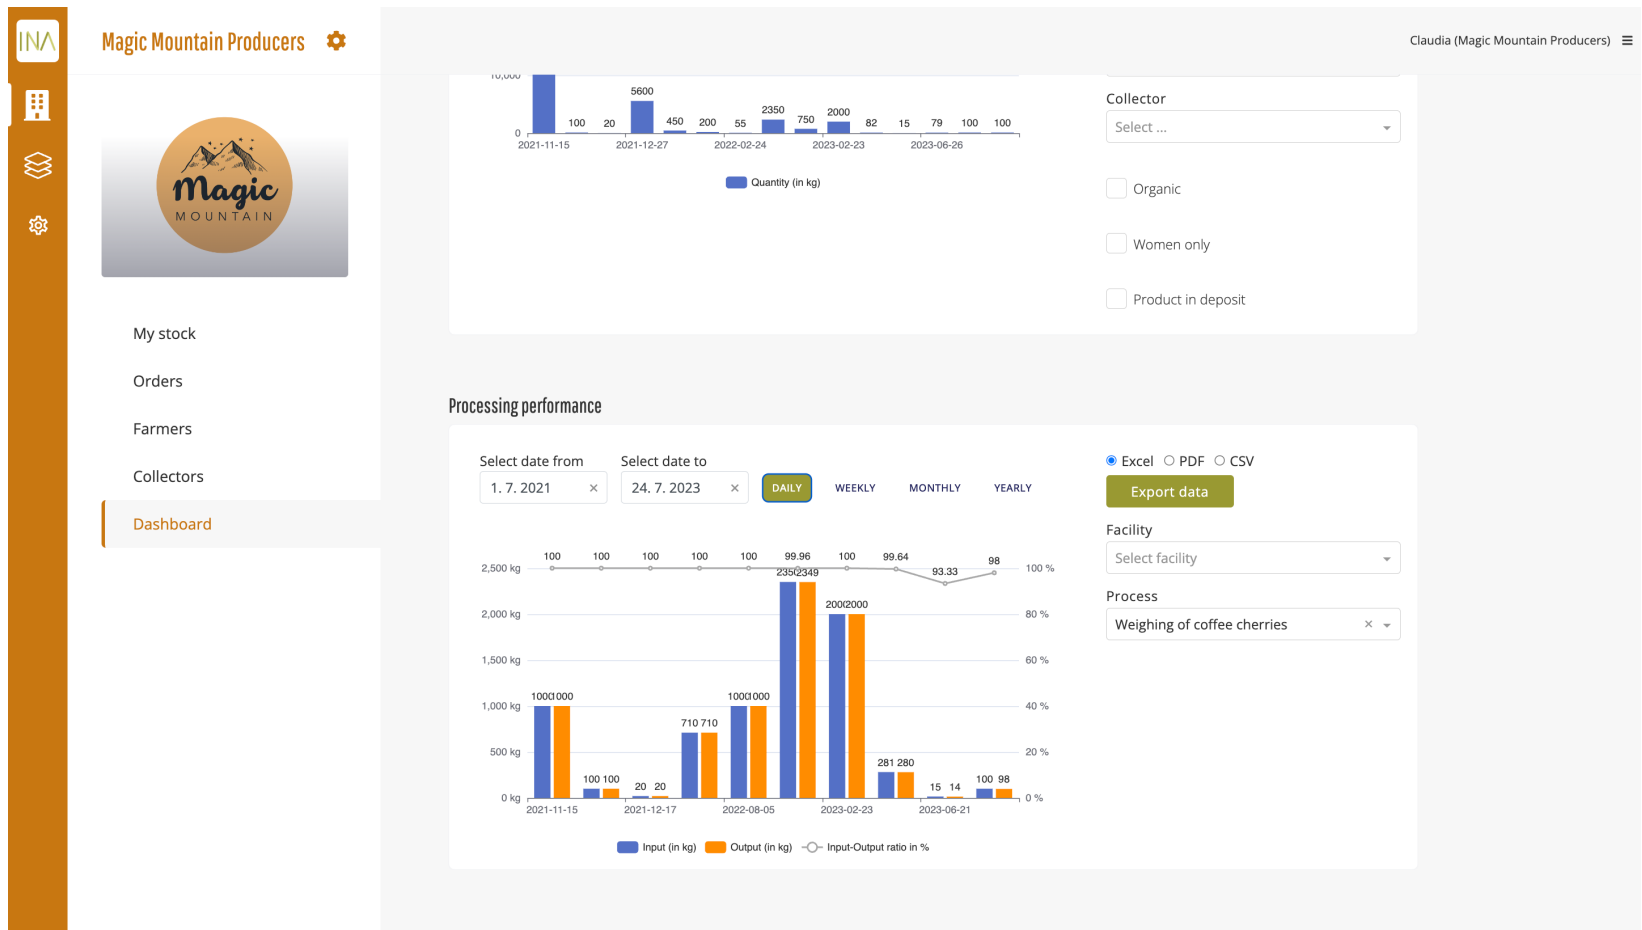 INA
Magic Mountain Producers
Claudia (Magic Mountain Producers)
Magic
MOUNTAIN
My stock
Orders
Farmers
Collectors
Dashboard
10,000
0
100 20 5600 450 200 55 2350 750 2000 82 15 79 100 100
2021-11-15 2021-12-27 2022-02-24 2023-02-23 2023-06-26
Quantity (in kg)
Collector
Select ...
Organic
Women only
Product in deposit
Processing performance
Select date from
1. 7. 2021
×
Select date to
24. 7. 2023
×
DAILY WEEKLY MONTHLY YEARLY
100 100 100 100 100 99.96 100 99.64 93.33 98
2,500 kg
2,000 kg
1,500 kg
1,000 kg
500 kg
0 kg
100 %
80 %
60 %
40 %
20 %
0 %
1000 1000 100 100 20 20 710 710 1000 1000 2350 2349 2000 2000 281 280 15 14 100 98
2021-11-15 2021-12-17 2022-08-05 2023-02-23 2023-06-21
Input (in kg) Output (in kg) Input-Output ratio in %
Excel PDF CSV
Export data
Facility
Select facility
Process
Weighing of coffee cherries ×